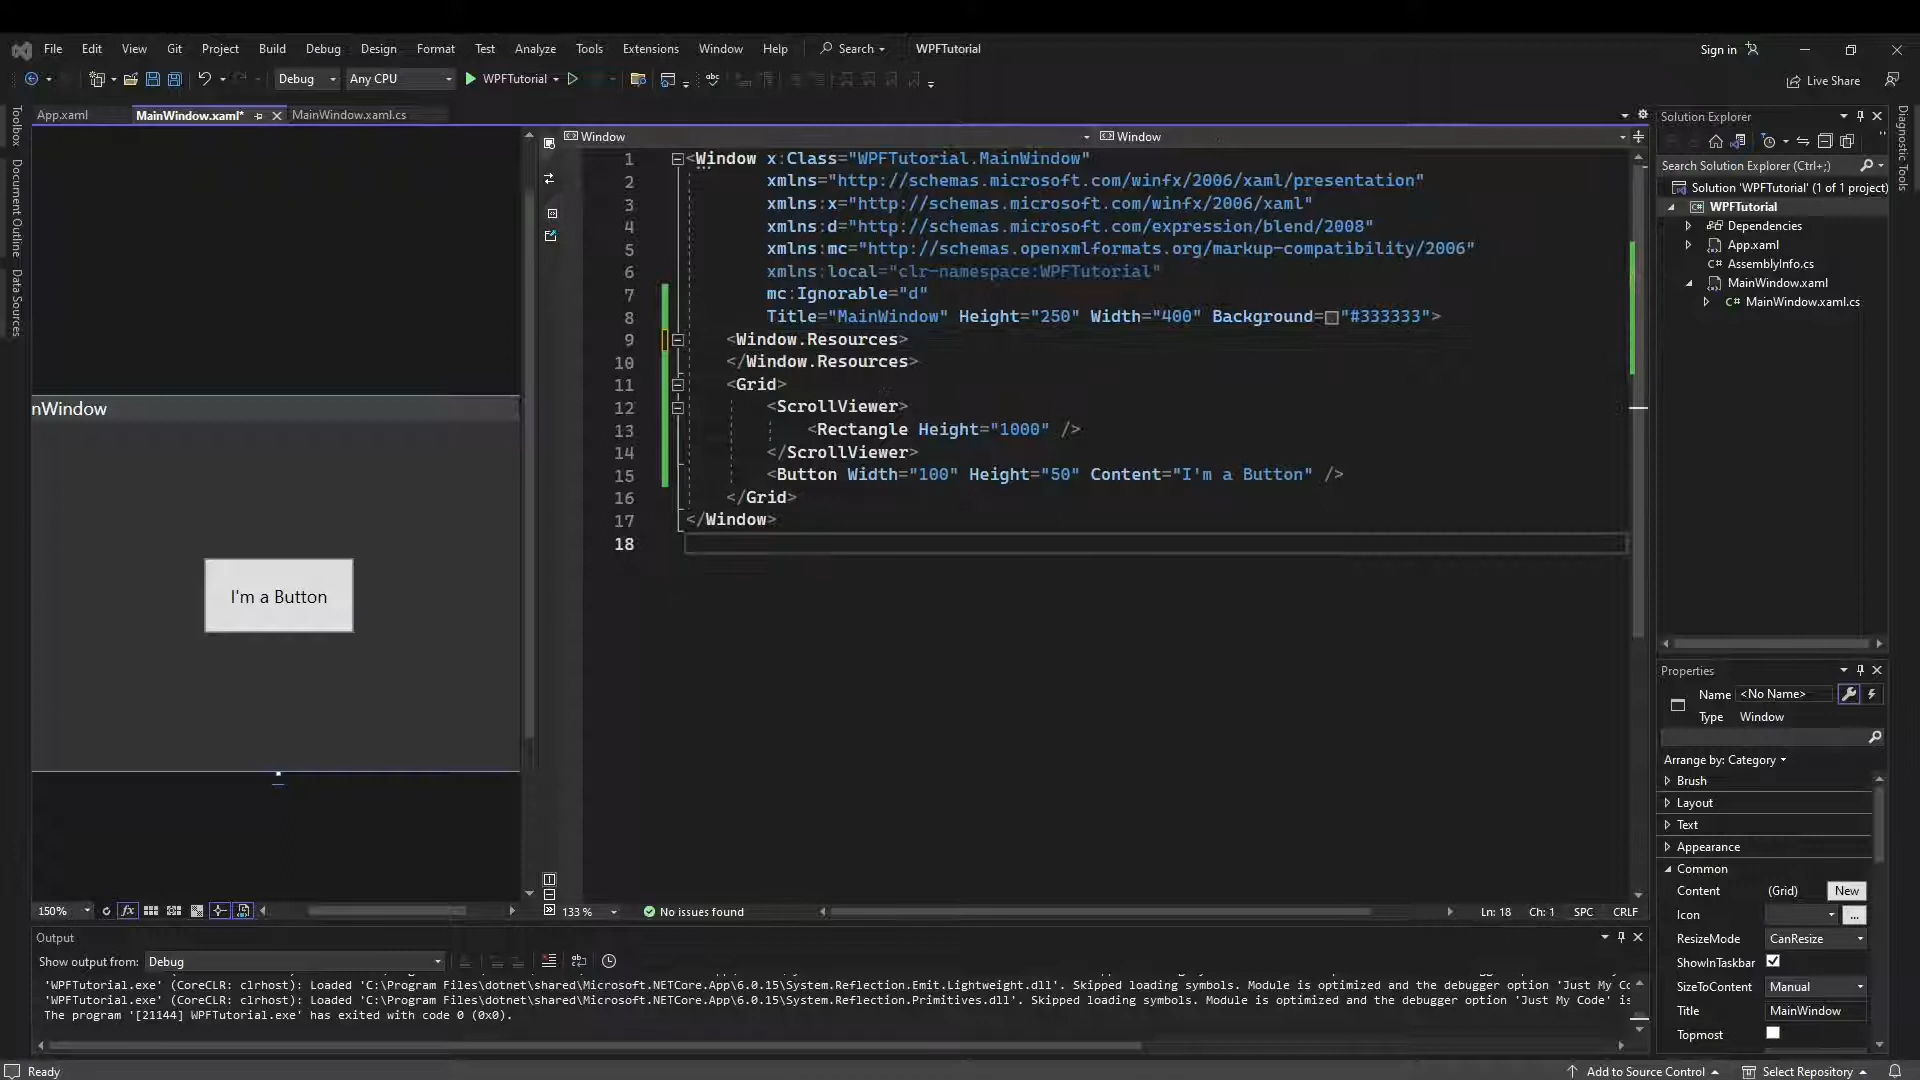 File Edit View Git Project Build Debug Design Format Test Analyze Tools Extensions Window Help Search WPFTutorial Sign in
Debug Any CPU WPFTutorial Live Share
App.xaml MainWindow.xaml* MainWindow.xaml.cs
Toolbox
Document Outline
Data Sources
nWindow
I'm a Button
150%
Window Window
1 <Window x:Class="WPFTutorial.MainWindow"
2 xmlns="http://schemas.microsoft.com/winfx/2006/xaml/presentation"
3 xmlns:x="http://schemas.microsoft.com/winfx/2006/xaml"
4 xmlns:d="http://schemas.microsoft.com/expression/blend/2008"
5 xmlns:mc="http://schemas.openxmlformats.org/markup-compatibility/2006"
6 xmlns:local="clr-namespace:WPFTutorial"
7 mc:Ignorable="d"
8 Title="MainWindow" Height="250" Width="400" Background="#333333">
9 <Window.Resources>
10 </Window.Resources>
11 <Grid>
12 <ScrollViewer>
13 <Rectangle Height="1000" />
14 </ScrollViewer>
15 <Button Width="100" Height="50" Content="I'm a Button" />
16 </Grid>
17 </Window>
18
133 % No issues found Ln: 18 Ch: 1 SPC CRLF
Output
Show output from: Debug
'WPFTutorial.exe' (CoreCLR: clrhost): Loaded 'C:\Program Files\dotnet\shared\Microsoft.NETCore.App\6.0.15\System.Reflection.Emit.Lightweight.dll'. Skipped loading symbols. Module is optimized and the debugger option 'Just My Co
'WPFTutorial.exe' (CoreCLR: clrhost): Loaded 'C:\Program Files\dotnet\shared\Microsoft.NETCore.App\6.0.15\System.Reflection.Primitives.dll'. Skipped loading symbols. Module is optimized and the debugger option 'Just My Code' is
The program '[21144] WPFTutorial.exe' has exited with code 0 (0x0).
Solution Explorer
Search Solution Explorer (Ctrl+;)
Solution 'WPFTutorial' (1 of 1 project)
WPFTutorial
Dependencies
App.xaml
C# AssemblyInfo.cs
MainWindow.xaml
C# MainWindow.xaml.cs
Diagnostic Tools
Properties
Name <No Name>
Type Window
Arrange by: Category
Brush
Layout
Text
Appearance
Common
Content (Grid) New
Icon ...
ResizeMode CanResize
ShowInTaskbar
SizeToContent Manual
Title MainWindow
Topmost
Ready Add to Source Control Select Repository